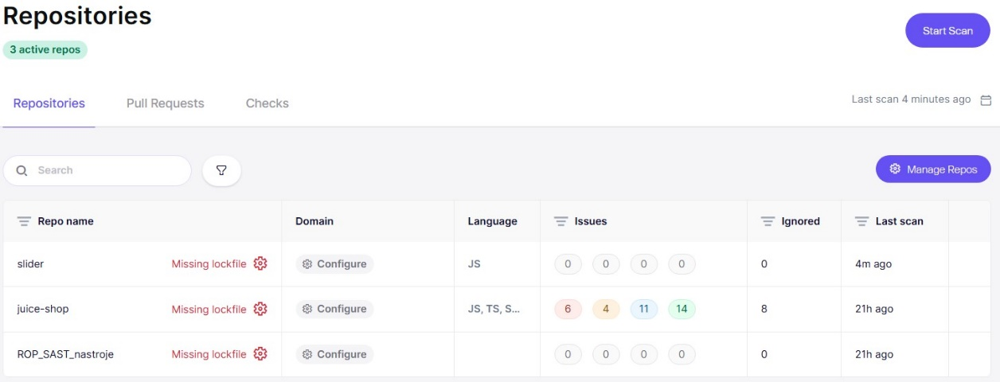 Repositories
3 active repos
Start Scan
Repositories Pull Requests Checks
Last scan 4 minutes ago
Search
Manage Repos
Repo name Domain Language Issues Ignored Last scan
slider Missing lockfile Configure JS 0 0 0 0 0 4m ago
juice-shop Missing lockfile Configure JS, TS, S... 6 4 11 14 8 21h ago
ROP_SAST_nastroje Missing lockfile Configure 0 0 0 0 0 21h ago